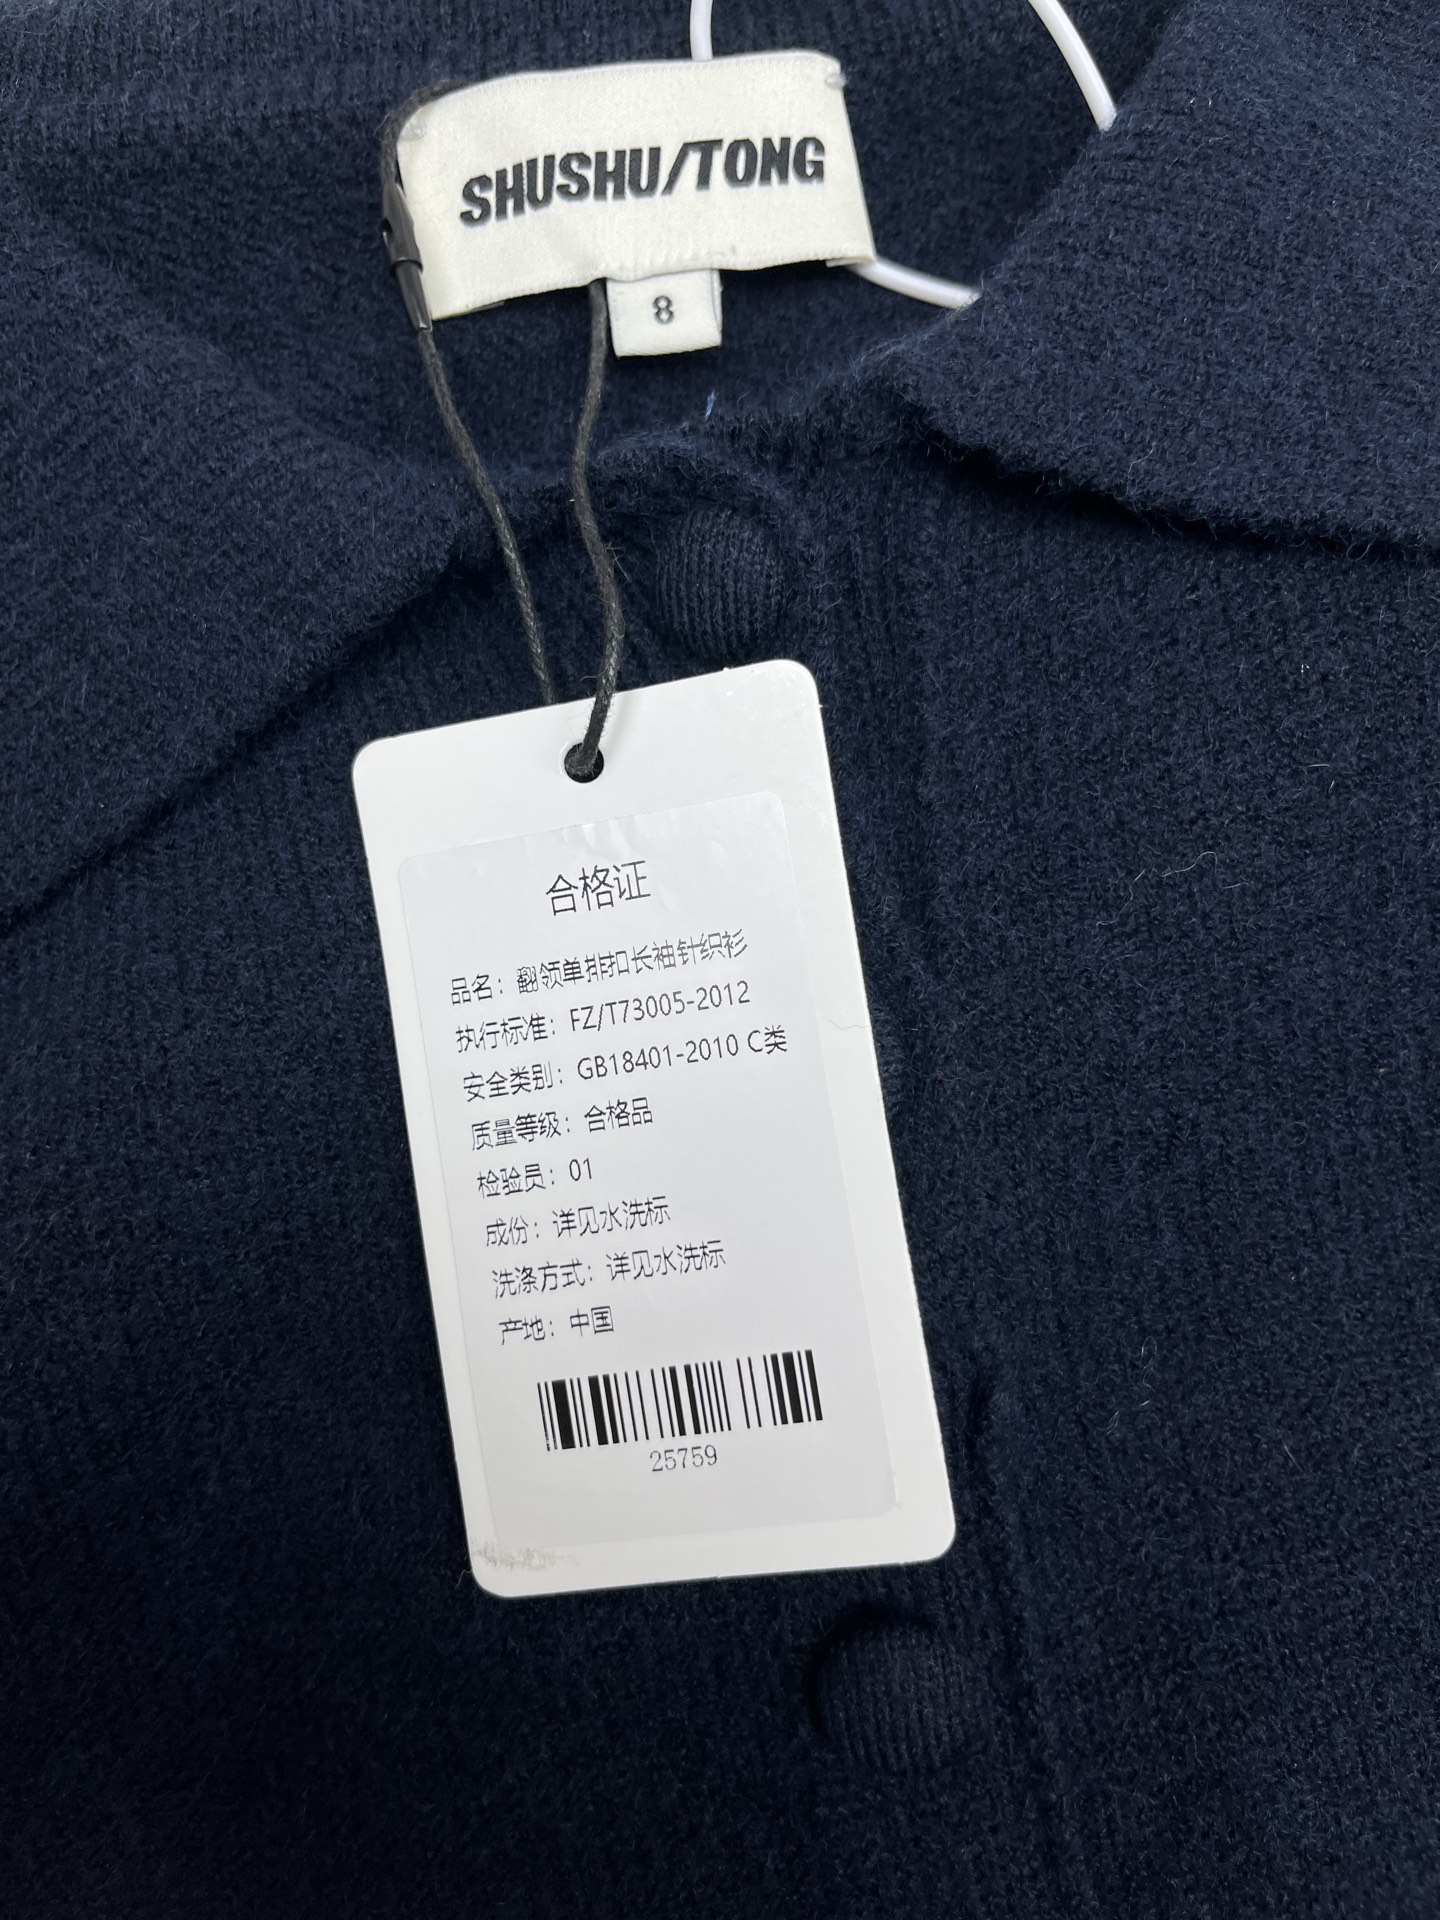 SHUSHU/TONG
8
合格证
品名：翻领单排扣长袖针织衫
执行标准：FZ/T73005-2012
安全类别：GB18401-2010 C类
质量等级：合格品
检验员：01
成份：详见水洗标
洗涤方式：详见水洗标
产地：中国
25759